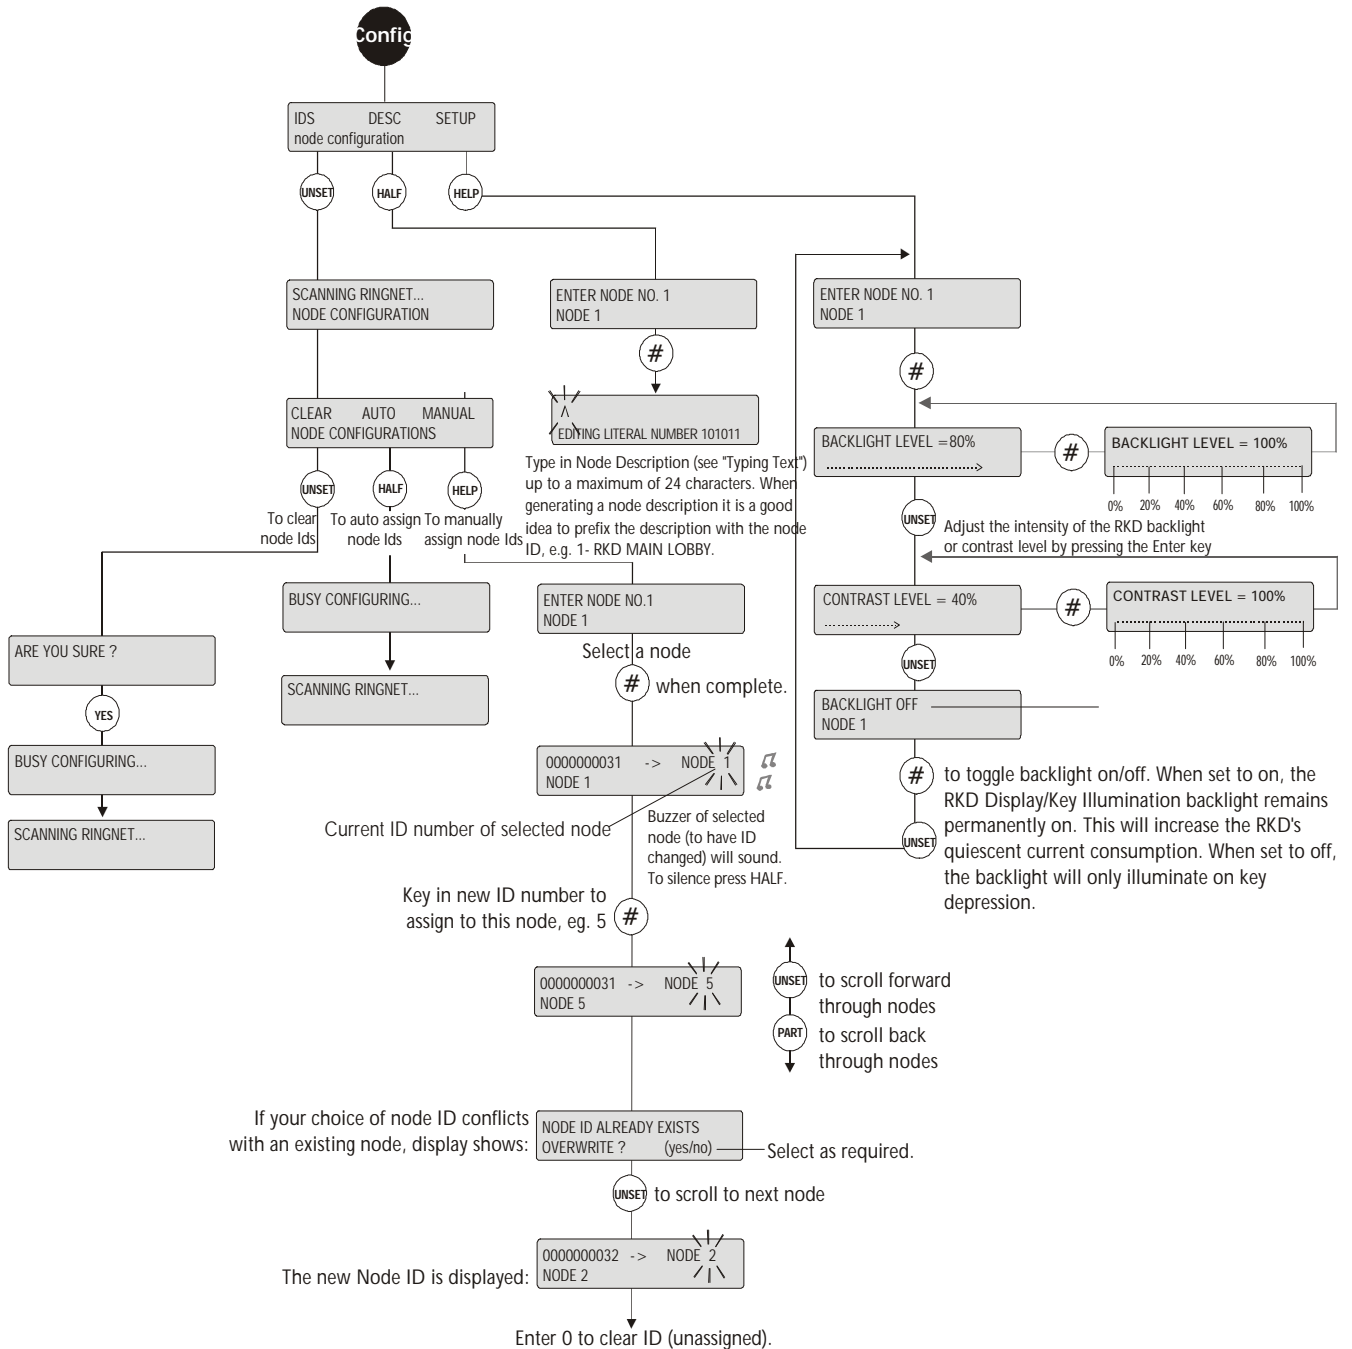 Config
IDS DESC SETUP
node configuration
UNSET
HALF
HELP
SCANNING RINGNET...
NODE CONFIGURATION
CLEAR AUTO MANUAL
NODE CONFIGURATIONS
UNSET
HALF
HELP
To clear
node Ids
To auto assign
node Ids
To manually
assign node Ids
ARE YOU SURE ?
YES
BUSY CONFIGURING...
SCANNING RINGNET...
BUSY CONFIGURING...
SCANNING RINGNET...
ENTER NODE NO. 1
NODE 1
#
EDITING LITERAL NUMBER 101011
Type in Node Description (see "Typing Text")
up to a maximum of 24 characters. When
generating a node description it is a good
idea to prefix the description with the node
ID, e.g. 1- RKD MAIN LOBBY.
ENTER NODE NO.1
NODE 1
Select a node
# when complete.
0000000031 -> NODE 1
NODE 1
Current ID number of selected node
Buzzer of selected
node (to have ID
changed) will sound.
To silence press HALF.
Key in new ID number to
assign to this node, eg. 5
#
0000000031 -> NODE 5
NODE 5
If your choice of node ID conflicts
with an existing node, display shows:
NODE ID ALREADY EXISTS
OVERWRITE ? (yes/no)
Select as required.
UNSET to scroll to next node
The new Node ID is displayed:
0000000032 -> NODE 2
NODE 2
Enter 0 to clear ID (unassigned).
ENTER NODE NO. 1
NODE 1
#
BACKLIGHT LEVEL =80%
#
BACKLIGHT LEVEL = 100%
0% 20% 40% 60% 80% 100%
UNSET
Adjust the intensity of the RKD backlight
or contrast level by pressing the Enter key
CONTRAST LEVEL = 40%
#
CONTRAST LEVEL = 100%
0% 20% 40% 60% 80% 100%
UNSET
BACKLIGHT OFF
NODE 1
#
UNSET
to toggle backlight on/off. When set to on, the
RKD Display/Key Illumination backlight remains
permanently on. This will increase the RKD's
quiescent current consumption. When set to off,
the backlight will only illuminate on key
depression.
UNSET to scroll forward
through nodes
PART to scroll back
through nodes